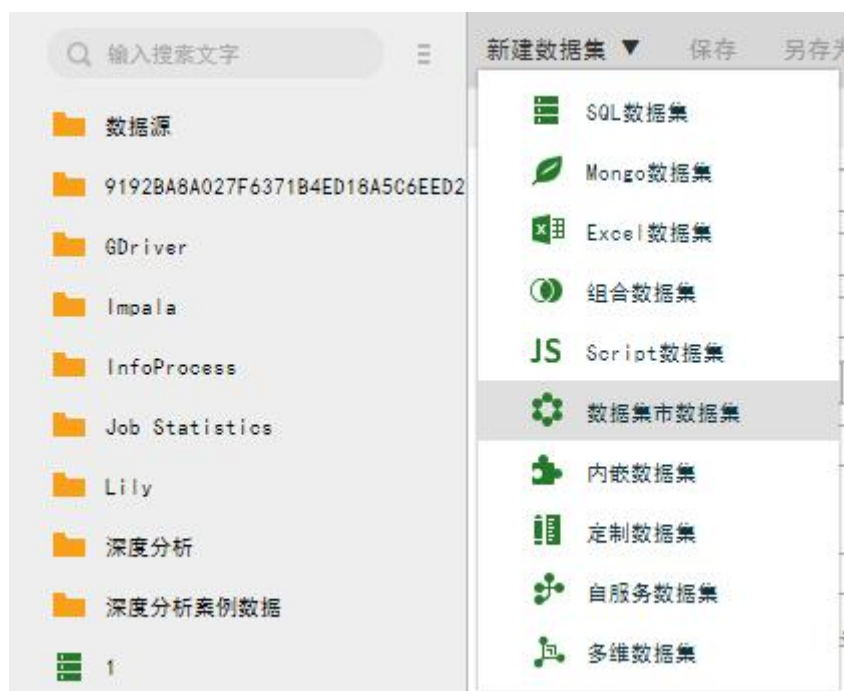 输入搜索文字
数据源
9192BA8A027F6371B4ED18A5C6EED2
GDriver
Impala
InfoProcess
Job Statistics
Lily
深度分析
深度分析案例数据
1
新建数据集 ▼ 保存 另存为
SQL数据集
Mongo数据集
Excel数据集
组合数据集
JS Script数据集
数据集市数据集
内嵌数据集
定制数据集
自服务数据集
多维数据集